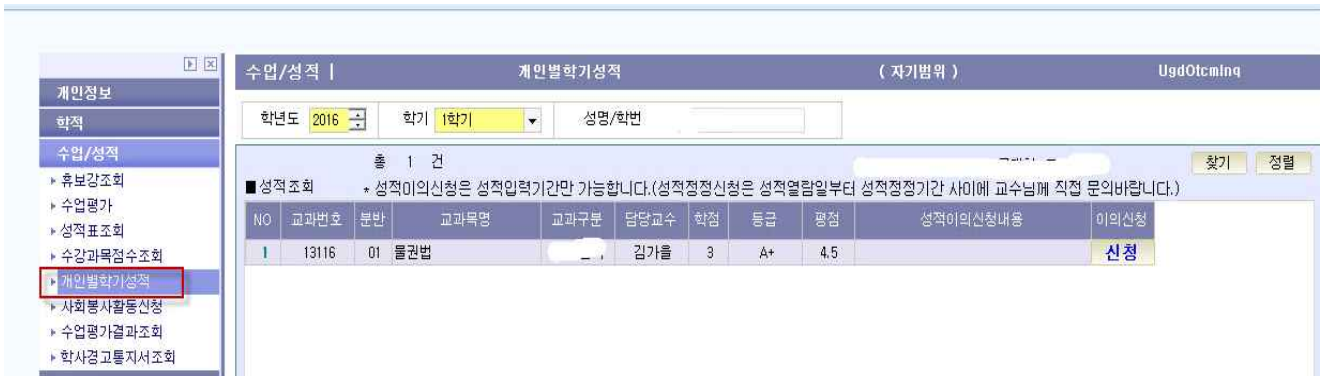 개인정보
학적
수업/성적
▸ 휴보강조회
▸ 수업평가
▸ 성적표조회
▸ 수강과목점수조회
▸ 개인별학기성적
▸ 사회봉사활동신청
▸ 수업평가결과조회
▸ 학사경고통지서조회
수업/성적 | 개인별학기성적 ( 자기범위 ) UgdOtcmInq
학년도 2016 학기 1학기 성명/학번
총 1 건 찾기 정렬
■성적조회 * 성적이의신청은 성적입력기간만 가능합니다.(성적정정신청은 성적열람일부터 성적정정기간 사이에 교수님께 직접 문의바랍니다.)
NO 교과번호 분반 교과목명 교과구분 담당교수 학점 등급 평점 성적이의신청내용 이의신청
1 13116 01 물권법 김가을 3 A+ 4.5 신청